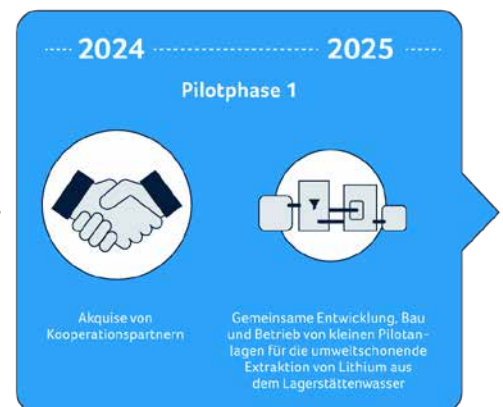 2024 2025
Pilotphase 1
Akquise von
Kooperationspartnern
Gemeinsame Entwicklung, Bau
und Betrieb von kleinen Pilotan-
lagen für die umweltschonende
Extraktion von Lithium aus
dem Lagerstättenwasser